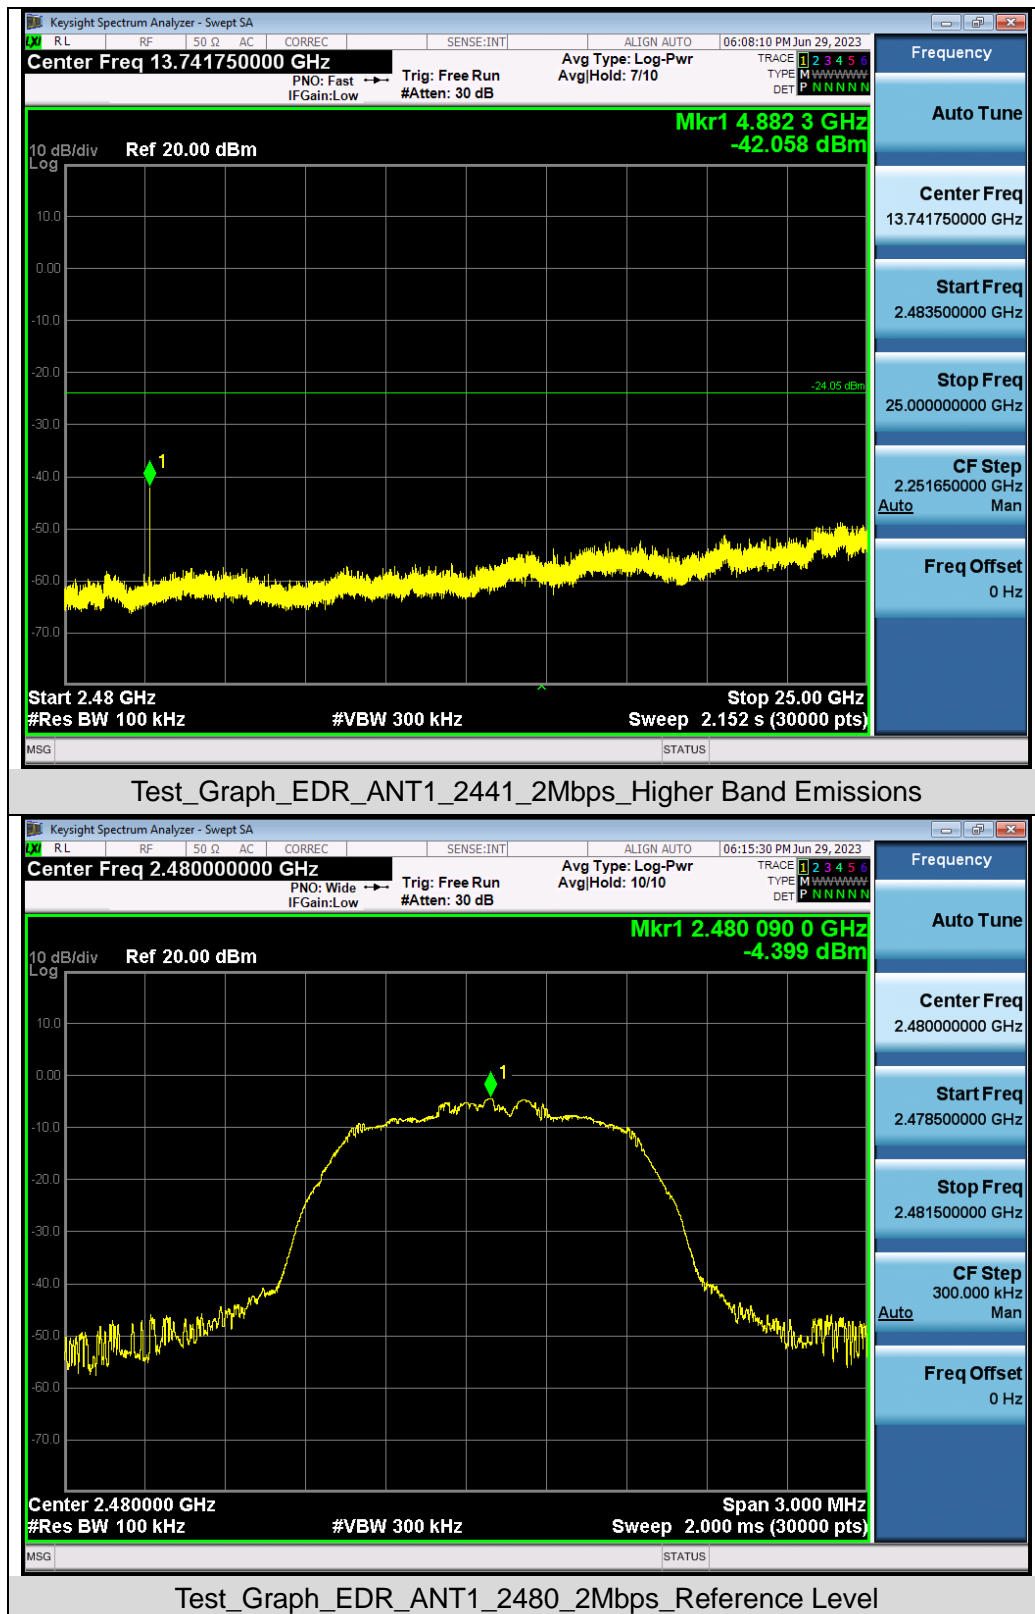 Keysight Spectrum Analyzer - Swept SA
LXI RL RF 50 Ω AC CORREC SENSE:INT ALIGN AUTO 06:08:10 PM Jun 29, 2023
Center Freq 13.741750000 GHz
PNO: Fast
IFGain:Low
Trig: Free Run
#Atten: 30 dB
Avg Type: Log-Pwr
Avg|Hold: 7/10
TRACE 1 2 3 4 5 6
TYPE M WWWWW
DET P N N N N N
Mkr1 4.882 3 GHz
-42.058 dBm
10 dB/div Ref 20.00 dBm
Log
10.0
0.00
-10.0
-20.0
-24.05 dBm
-30.0
1
-40.0
-50.0
-60.0
-70.0
Start 2.48 GHz Stop 25.00 GHz
#Res BW 100 kHz #VBW 300 kHz Sweep 2.152 s (30000 pts)
MSG STATUS
Frequency
Auto Tune
Center Freq
13.741750000 GHz
Start Freq
2.483500000 GHz
Stop Freq
25.000000000 GHz
CF Step
2.251650000 GHz
Auto Man
Freq Offset
0 Hz
Test_Graph_EDR_ANT1_2441_2Mbps_Higher Band Emissions
Keysight Spectrum Analyzer - Swept SA
LXI RL RF 50 Ω AC CORREC SENSE:INT ALIGN AUTO 06:15:30 PM Jun 29, 2023
Center Freq 2.480000000 GHz
PNO: Wide
IFGain:Low
Trig: Free Run
#Atten: 30 dB
Avg Type: Log-Pwr
Avg|Hold: 10/10
TRACE 1 2 3 4 5 6
TYPE M WWWWW
DET P N N N N N
Mkr1 2.480 090 0 GHz
-4.399 dBm
10 dB/div Ref 20.00 dBm
Log
10.0
0.00
1
-10.0
-20.0
-30.0
-40.0
-50.0
-60.0
-70.0
Center 2.480000 GHz Span 3.000 MHz
#Res BW 100 kHz #VBW 300 kHz Sweep 2.000 ms (30000 pts)
MSG STATUS
Frequency
Auto Tune
Center Freq
2.480000000 GHz
Start Freq
2.478500000 GHz
Stop Freq
2.481500000 GHz
CF Step
300.000 kHz
Auto Man
Freq Offset
0 Hz
Test_Graph_EDR_ANT1_2480_2Mbps_Reference Level